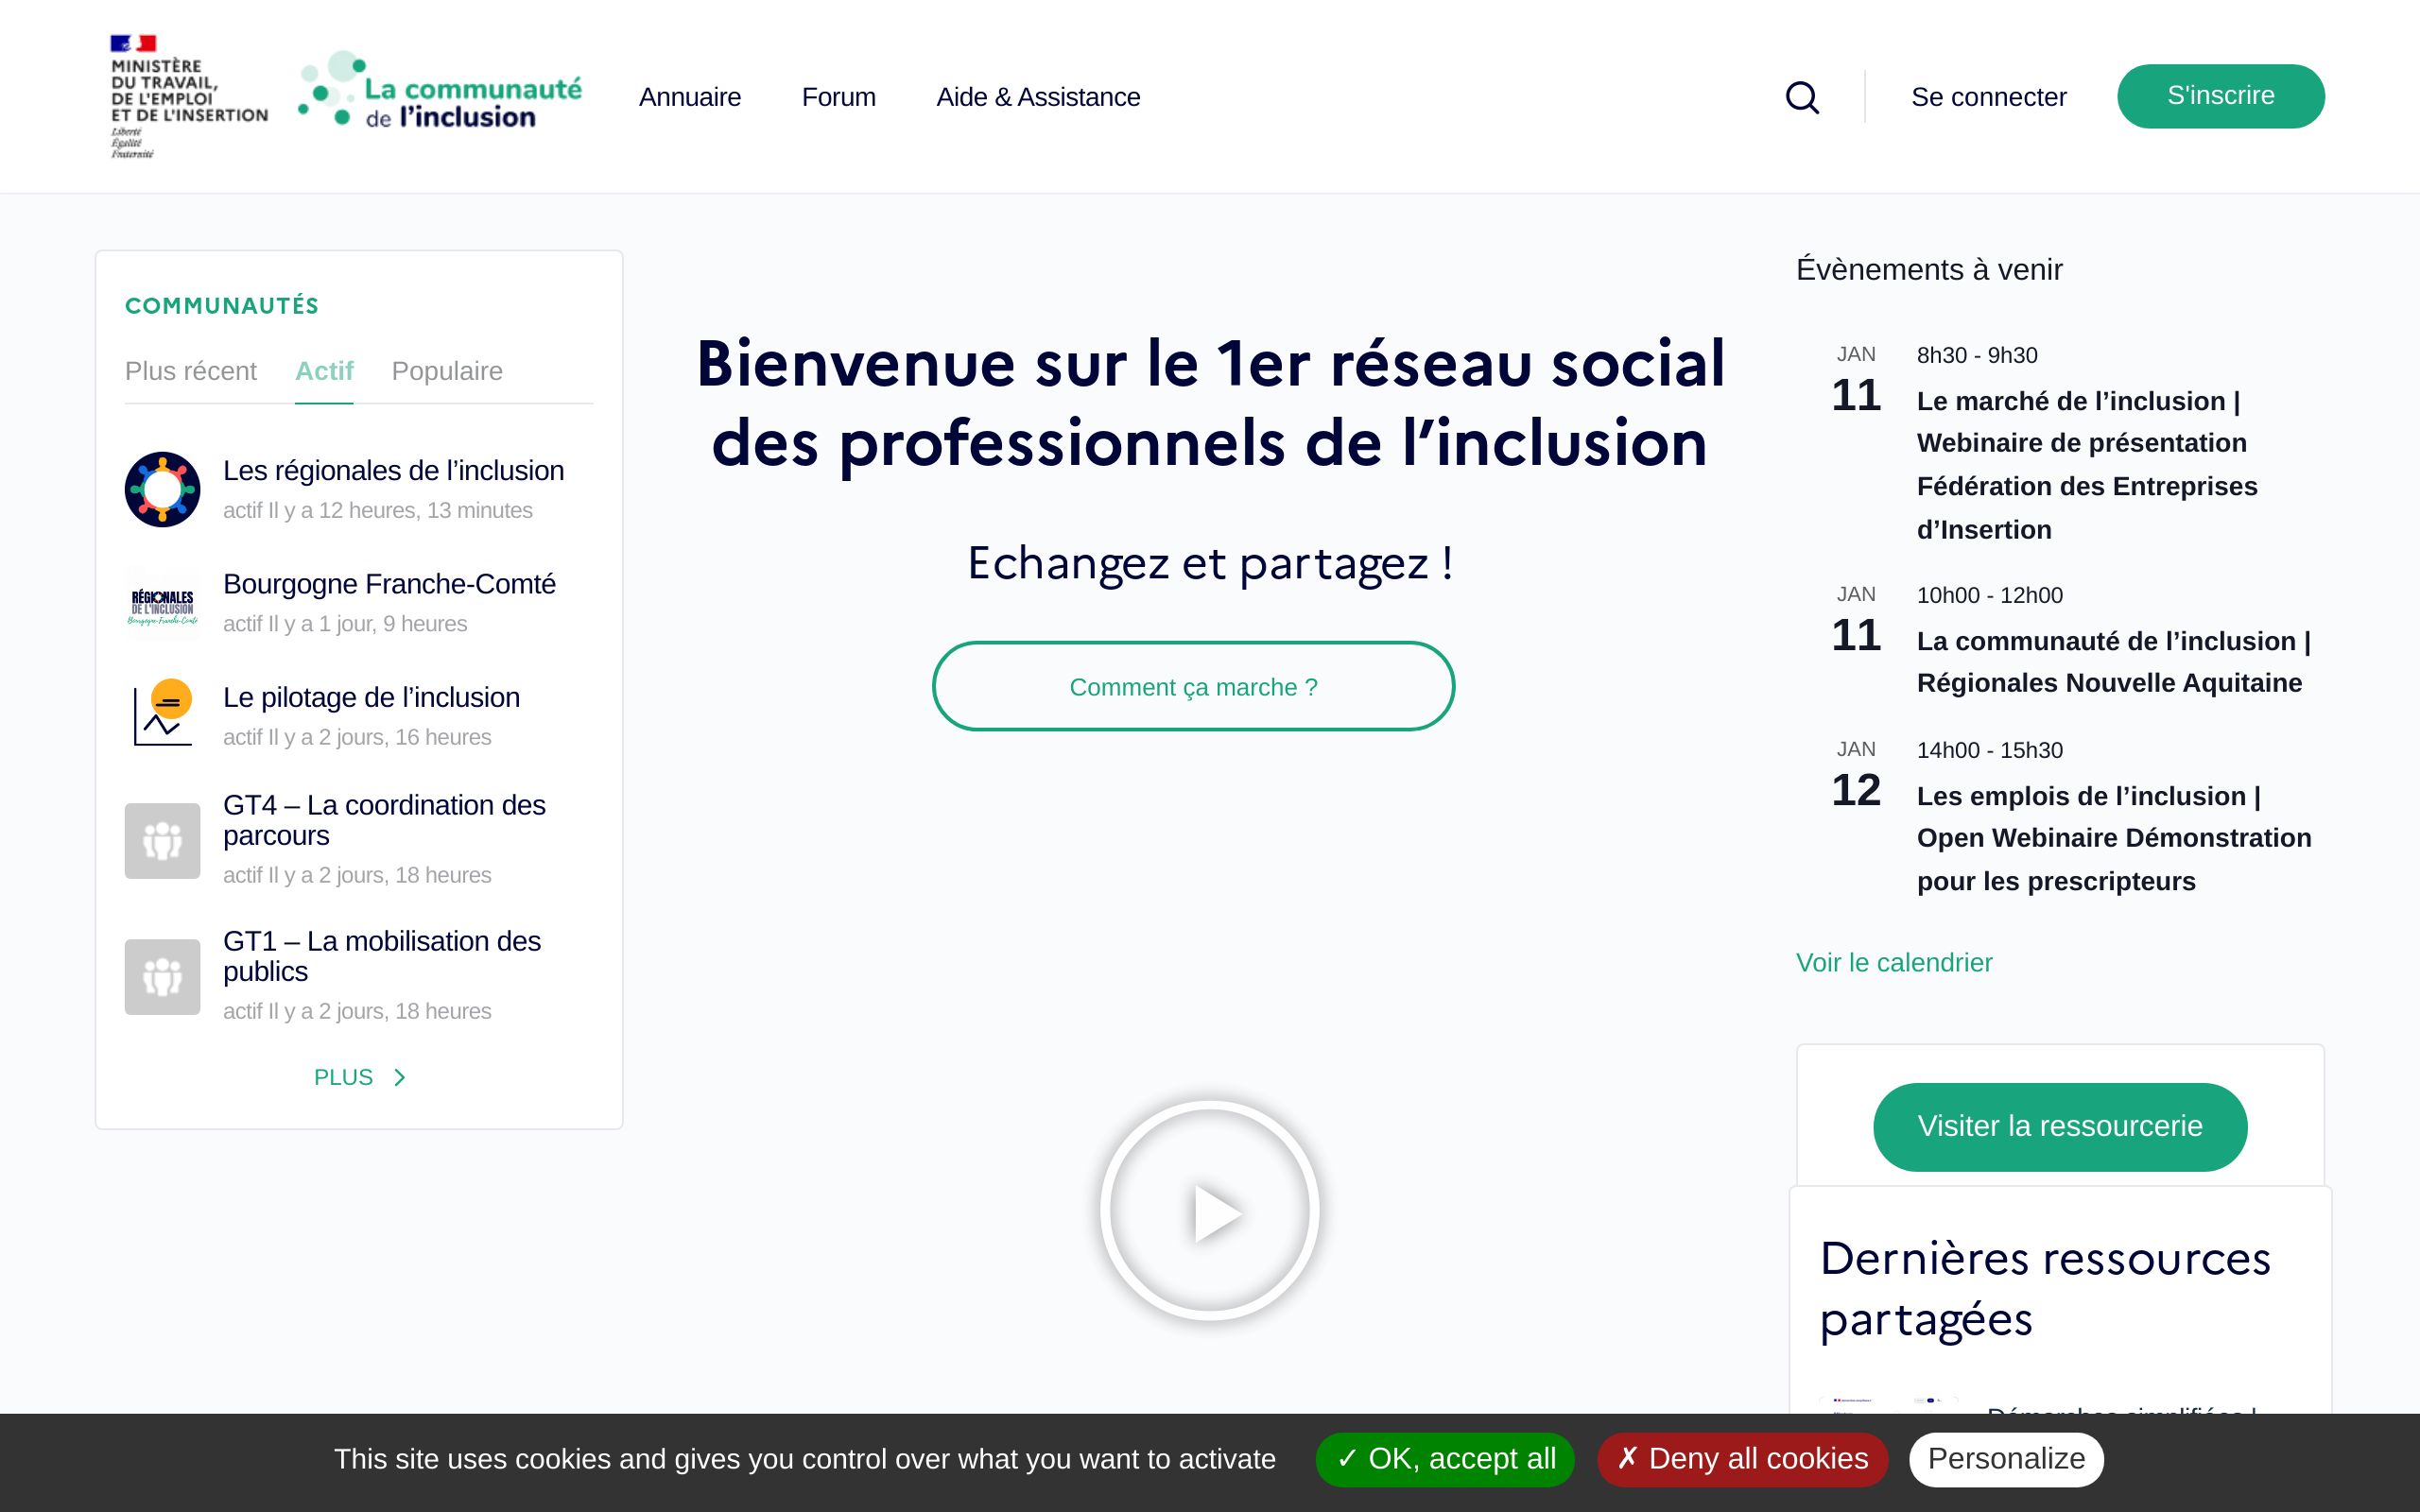 MINISTÈRE
DU TRAVAIL,
DE L'EMPLOI
ET DE L'INSERTION
Liberté
Égalité
Fraternité
La communauté
de l'inclusion
Annuaire
Forum
Aide & Assistance
Se connecter
S'inscrire
COMMUNAUTÉS
Plus récent
Actif
Populaire
Les régionales de l’inclusion
actif Il y a 12 heures, 13 minutes
RÉGIONALES
DE L'INCLUSION
Bourgogne-Franche-Comté
Bourgogne Franche-Comté
actif Il y a 1 jour, 9 heures
Le pilotage de l’inclusion
actif Il y a 2 jours, 16 heures
GT4 – La coordination des
parcours
actif Il y a 2 jours, 18 heures
GT1 – La mobilisation des
publics
actif Il y a 2 jours, 18 heures
PLUS
Bienvenue sur le 1er réseau social
des professionnels de l’inclusion
Echangez et partagez !
Comment ça marche ?
Évènements à venir
JAN
11
8h30 - 9h30
Le marché de l’inclusion |
Webinaire de présentation
Fédération des Entreprises
d’Insertion
JAN
11
10h00 - 12h00
La communauté de l’inclusion |
Régionales Nouvelle Aquitaine
JAN
12
14h00 - 15h30
Les emplois de l’inclusion |
Open Webinaire Démonstration
pour les prescripteurs
Voir le calendrier
Visiter la ressourcerie
Dernières ressources
partagées
Démarches simplifiées |
This site uses cookies and gives you control over what you want to activate
✓ OK, accept all
✗ Deny all cookies
Personalize